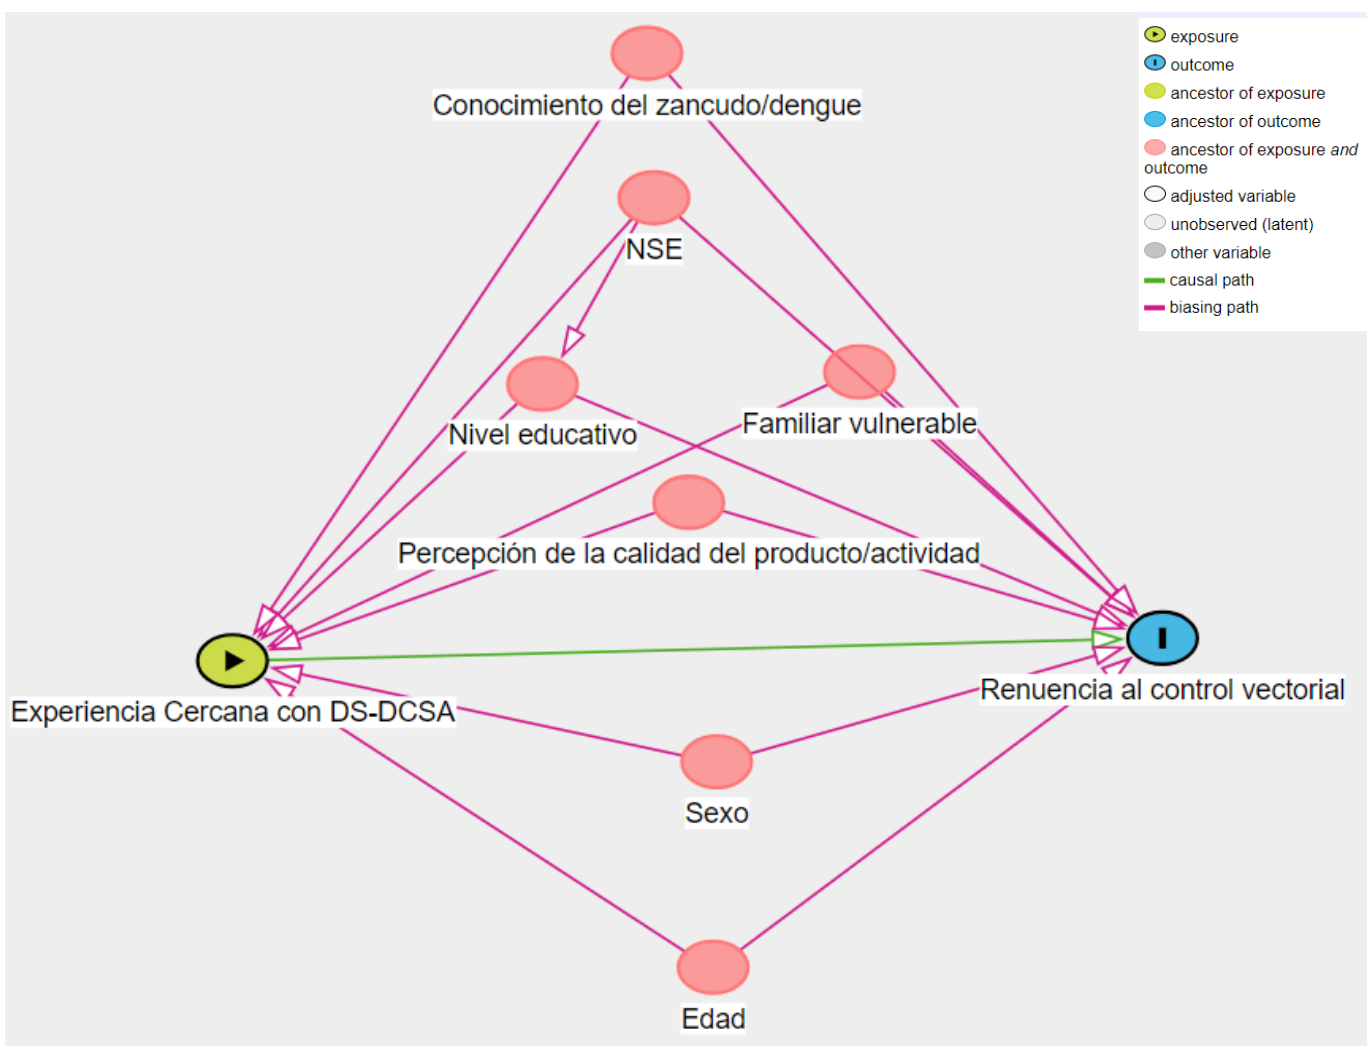 exposure
outcome
ancestor of exposure
ancestor of outcome
ancestor of exposure and
outcome
adjusted variable
unobserved (latent)
other variable
causal path
biasing path
Conocimiento del zancudo/dengue
NSE
Nivel educativo
Familiar vulnerable
Percepción de la calidad del producto/actividad
Experiencia Cercana con DS-DCSA
Renuencia al control vectorial
Sexo
Edad